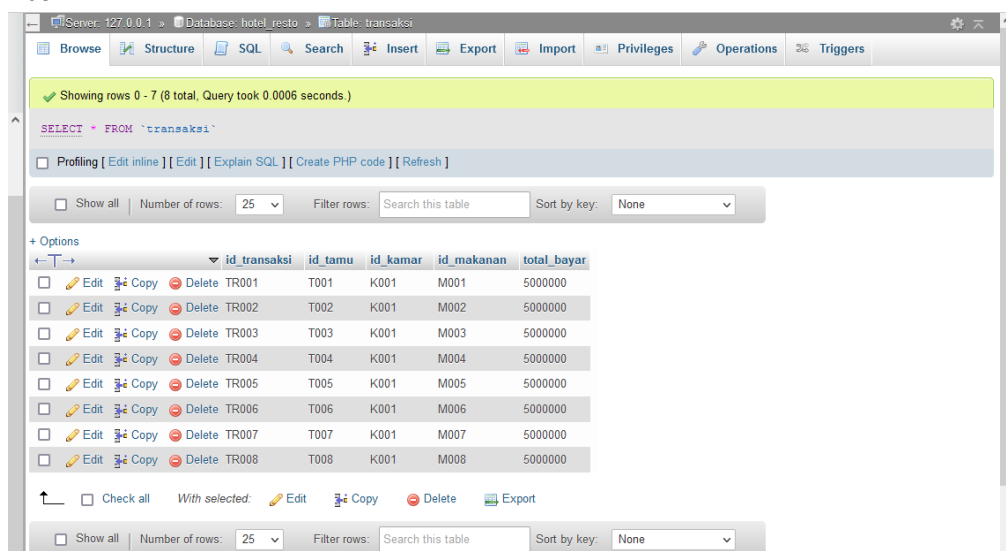 Server: 127.0.0.1 » Database: hotel_resto » Table: transaksi
Browse Structure SQL Search Insert Export Import Privileges Operations Triggers
Showing rows 0 - 7 (8 total, Query took 0.0006 seconds.)
SELECT * FROM `transaksi`
Profiling [ Edit inline ] [ Edit ] [ Explain SQL ] [ Create PHP code ] [ Refresh ]
Show all | Number of rows: 25 Filter rows: Search this table Sort by key: None
+ Options
←T→ id_transaksi id_tamu id_kamar id_makanan total_bayar
Edit Copy Delete TR001 T001 K001 M001 5000000
Edit Copy Delete TR002 T002 K001 M002 5000000
Edit Copy Delete TR003 T003 K001 M003 5000000
Edit Copy Delete TR004 T004 K001 M004 5000000
Edit Copy Delete TR005 T005 K001 M005 5000000
Edit Copy Delete TR006 T006 K001 M006 5000000
Edit Copy Delete TR007 T007 K001 M007 5000000
Edit Copy Delete TR008 T008 K001 M008 5000000
Check all With selected: Edit Copy Delete Export
Show all | Number of rows: 25 Filter rows: Search this table Sort by key: None